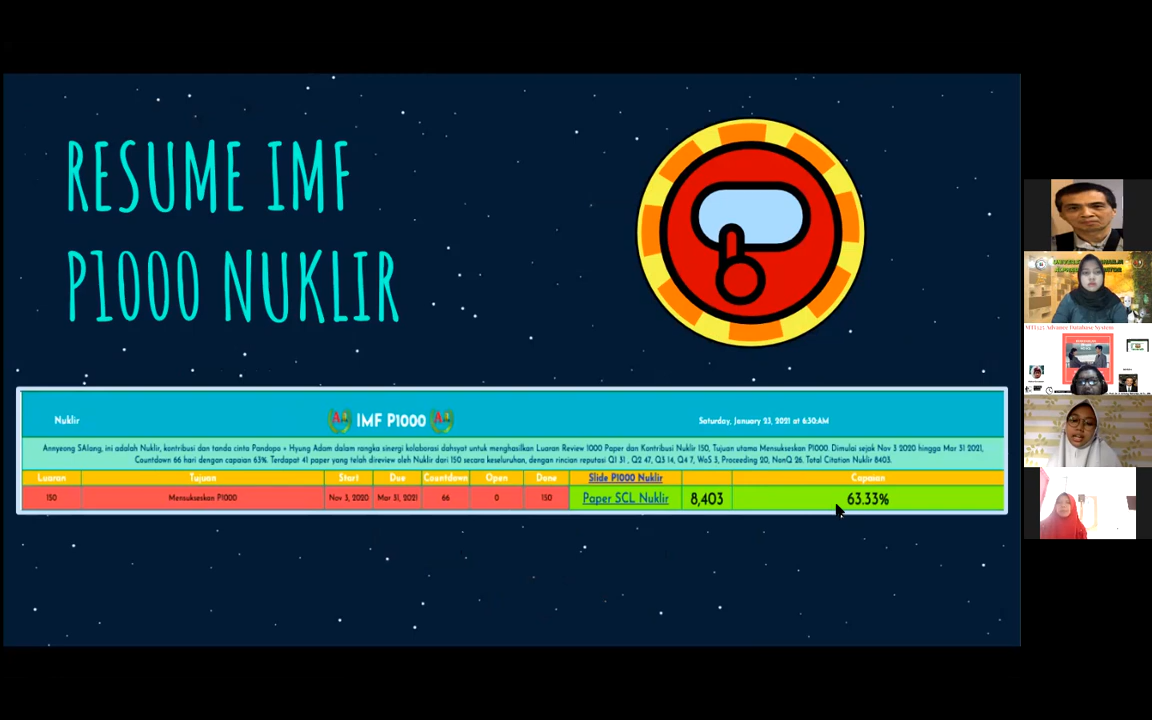 RESUME IMF
P1000 NUKLIR
Nuklir
IMF P1000
Saturday, January 23, 2021 at 6:30AM
Annyeong SAlang, ini adalah Nuklir, kontribusi dan tanda cinta Pandapa + Hyung Adam dalam rangka sinergi kolaborasi dahsyat untuk menghasilkan Luaran Review 1000 Paper dan Kontribusi Nuklir 150, Tujuan utama Mensukseskan P1000. Dimulai sejak Nov 3 2020 hingga Mar 31 2021,
Countdown 66 hari dengan capaian 63%. Terdapat 41 paper yang telah direview oleh Nuklir dari 150 secara keseluruhan, dengan rincian reputasi Q1 31 , Q2 47, Q3 14, Q4 7, WoS 3, Proceeding 20, NonQ 26. Total Citation Nuklir 8403.
Luaran Tujuan Start Due Countdown Open Done Slide P1000 Nuklir Capaian
150 Mensukseskan P1000 Nov 3, 2020 Mar 31, 2021 66 0 150 Paper SCL Nuklir 8,403 63.33%
Advance Database System